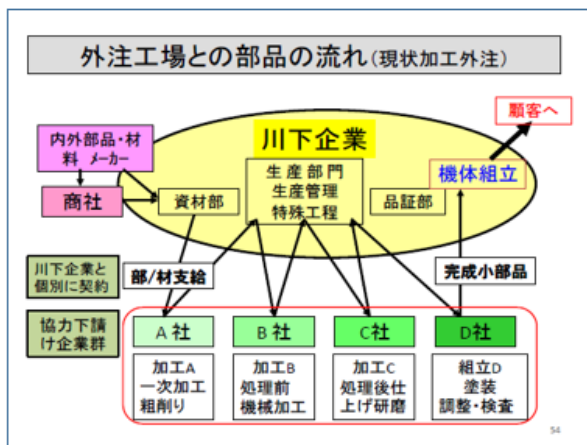 外注工場との部品の流れ(現状加工外注)
顧客へ
内外部品・材
料 メーカー
川下企業
商社
資材部
生産部門
生産管理
特殊工程
品証部
機体組立
川下企業と
個別に契約
部/材支給
完成小部品
協力下請
け企業群
A 社
B 社
C 社
D社
加工A
一次加工
粗削り
加工B
処理前
機械加工
加工C
処理後仕
上げ研磨
組立D
塗装
調整・検査
54